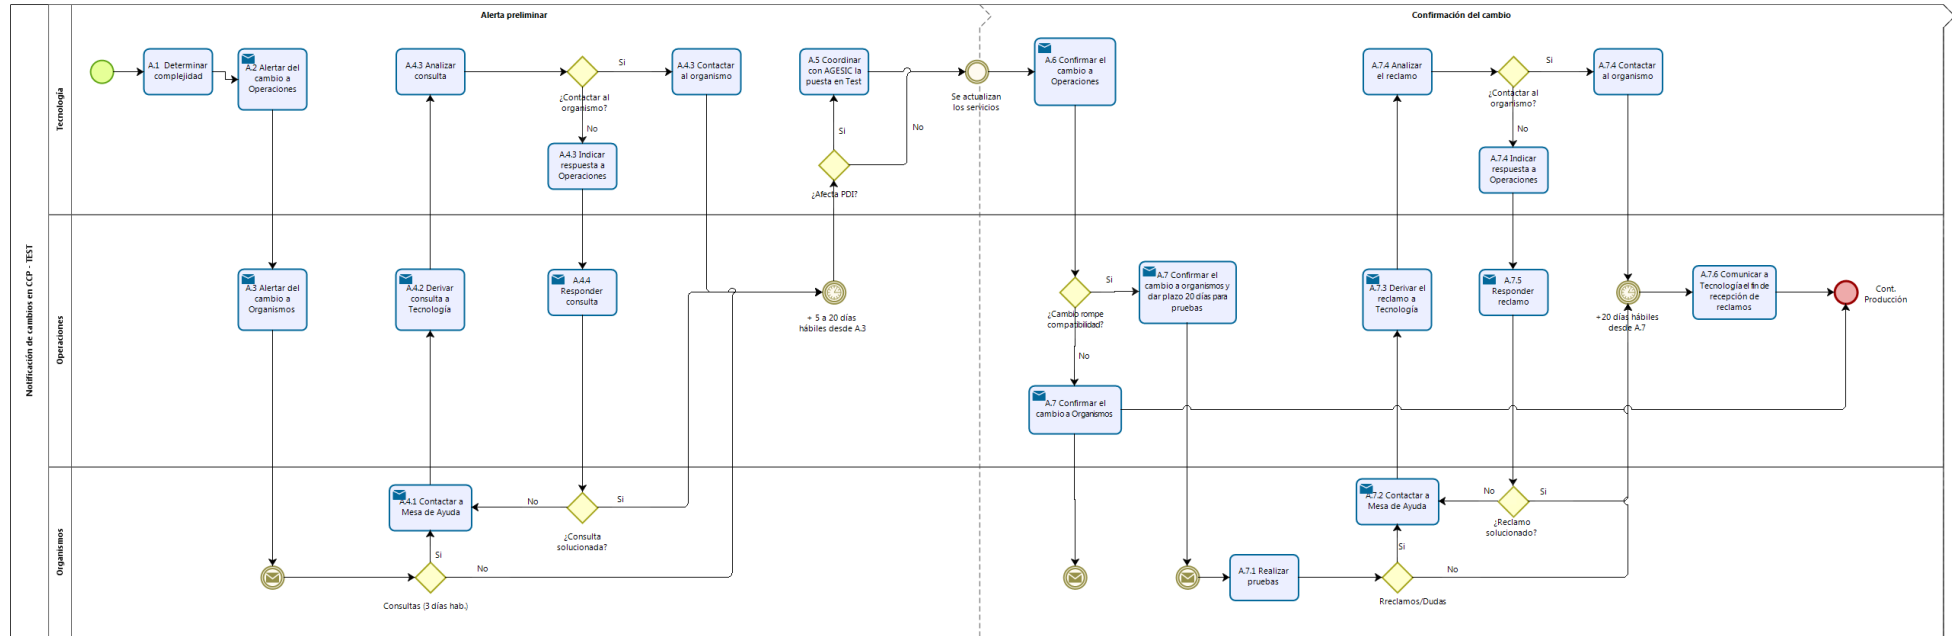 Alerta preliminar
Confirmación del cambio
Notificación de cambios en CCP - TEST
Tecnología
A.1 Determinar
complejidad
A.2 Alertar del
cambio a
Operaciones
A.4.3 Analizar
consulta
¿Contactar al
organismo?
Si
No
A.4.3 Contactar
al organismo
A.4.3 Indicar
respuesta a
Operaciones
A.5 Coordinar
con AGESIC la
puesta en Test
Si
No
¿Afecta PDI?
Se actualizan
los servicios
A.6 Confirmar el
cambio a
Operaciones
A.7.4 Analizar
el reclamo
¿Contactar al
organismo?
Si
No
A.7.4 Contactar
al organismo
A.7.4 Indicar
respuesta a
Operaciones
Operaciones
A.3 Alertar del
cambio a
Organismos
A.4.2 Derivar
consulta a
Tecnología
A.4.4
Responder
consulta
+ 5 a 20 días
hábiles desde A.3
¿Cambio rompe
compatibilidad?
Si
No
A.7 Confirmar el
cambio a organismos y
dar plazo 20 días para
pruebas
A.7 Confirmar el
cambio a Organismos
A.7.3 Derivar el
reclamo a
Tecnología
A.7.5
Responder
reclamo
+20 días hábiles
desde A.7
A.7.6 Comunicar a
Tecnología el fin de
recepción de
reclamos
Cont.
Producción
Organismos
A.4.1 Contactar a
Mesa de Ayuda
No
Si
¿Consulta
solucionada?
Si
No
Consultas (3 días hab.)
A.7.1 Realizar
pruebas
A.7.2 Contactar a
Mesa de Ayuda
No
Si
¿Reclamo
solucionado?
Si
No
Rreclamos/Dudas